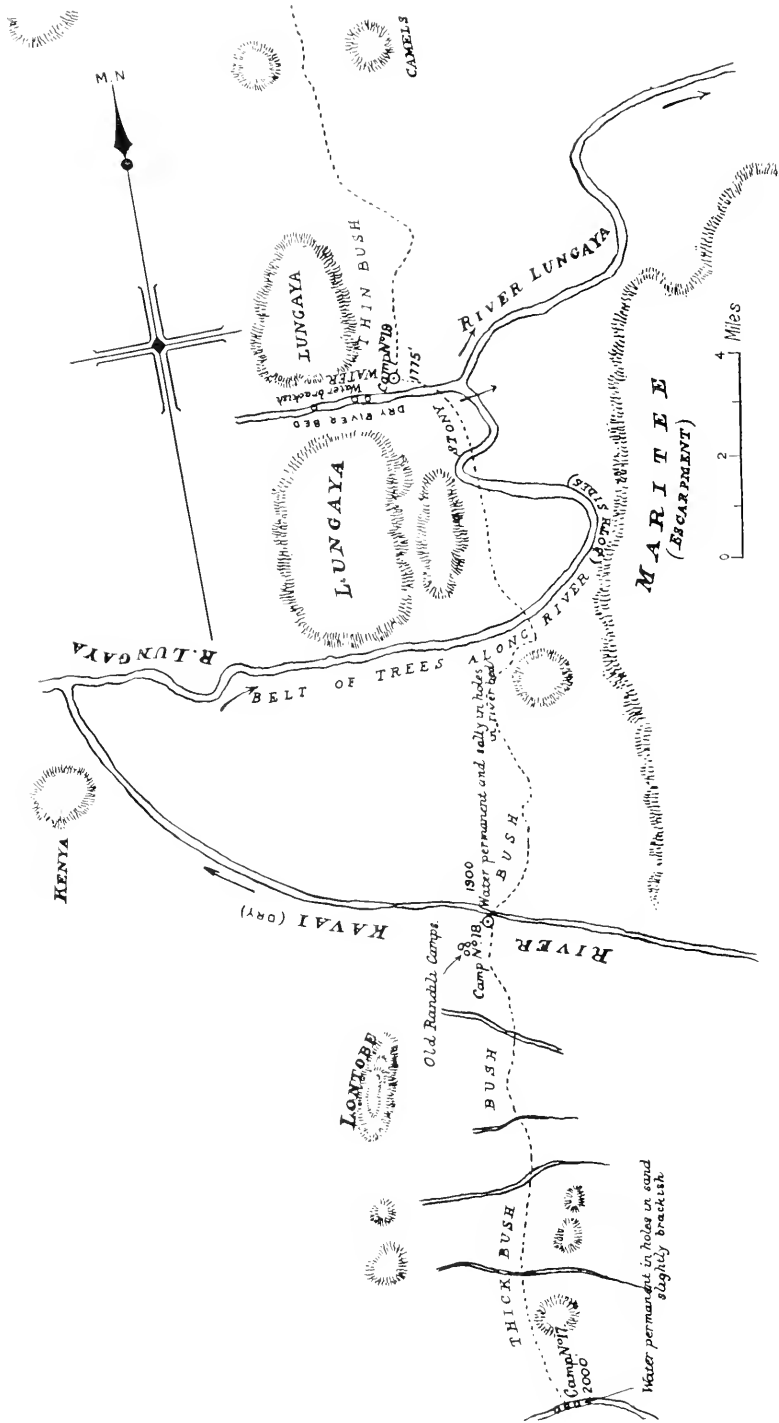 M.N
CAMELS
LUNGAYA
THIN BUSH
Camp Nº 19
1775'
WATER
Water brackish
DRY RIVER BED
STONY
RIVER LUNGAYA
LUNGAYA
MARITEE
(ESCARPMENT)
0 2 4 Miles
R. LUNGAYA
BELT OF TREES ALONG RIVER (BOTH SIDES)
Water permanent and salty in holes
in river bed
KENYA
KAVAI (DRY)
RIVER
BUSH
1900
Camp Nº 18
Old Randile Camps.
LONTOBE
BUSH
THICK BUSH
Camp Nº 17.
2000'
Water permanent in holes in sand
slightly brackish